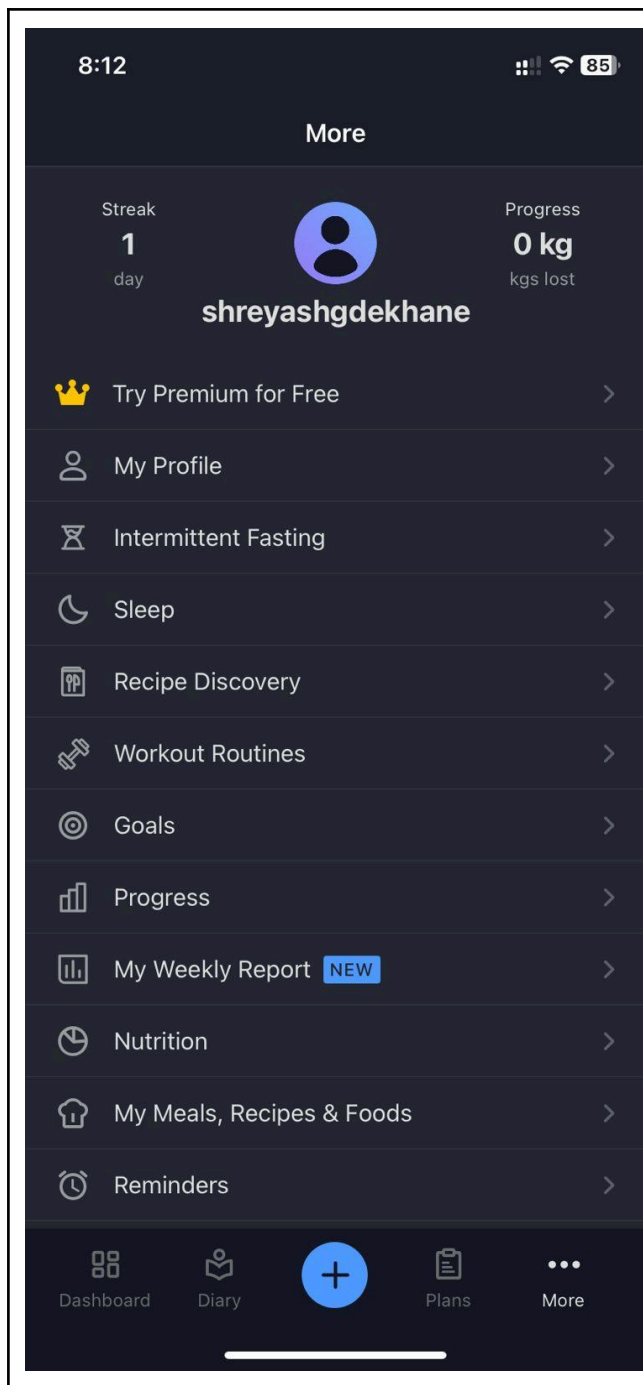 8:12
85
More
Streak
1
day
Progress
0 kg
kgs lost
shreyashgdekhane
Try Premium for Free
My Profile
Intermittent Fasting
Sleep
Recipe Discovery
Workout Routines
Goals
Progress
My Weekly Report NEW
Nutrition
My Meals, Recipes & Foods
Reminders
Dashboard
Diary
Plans
More